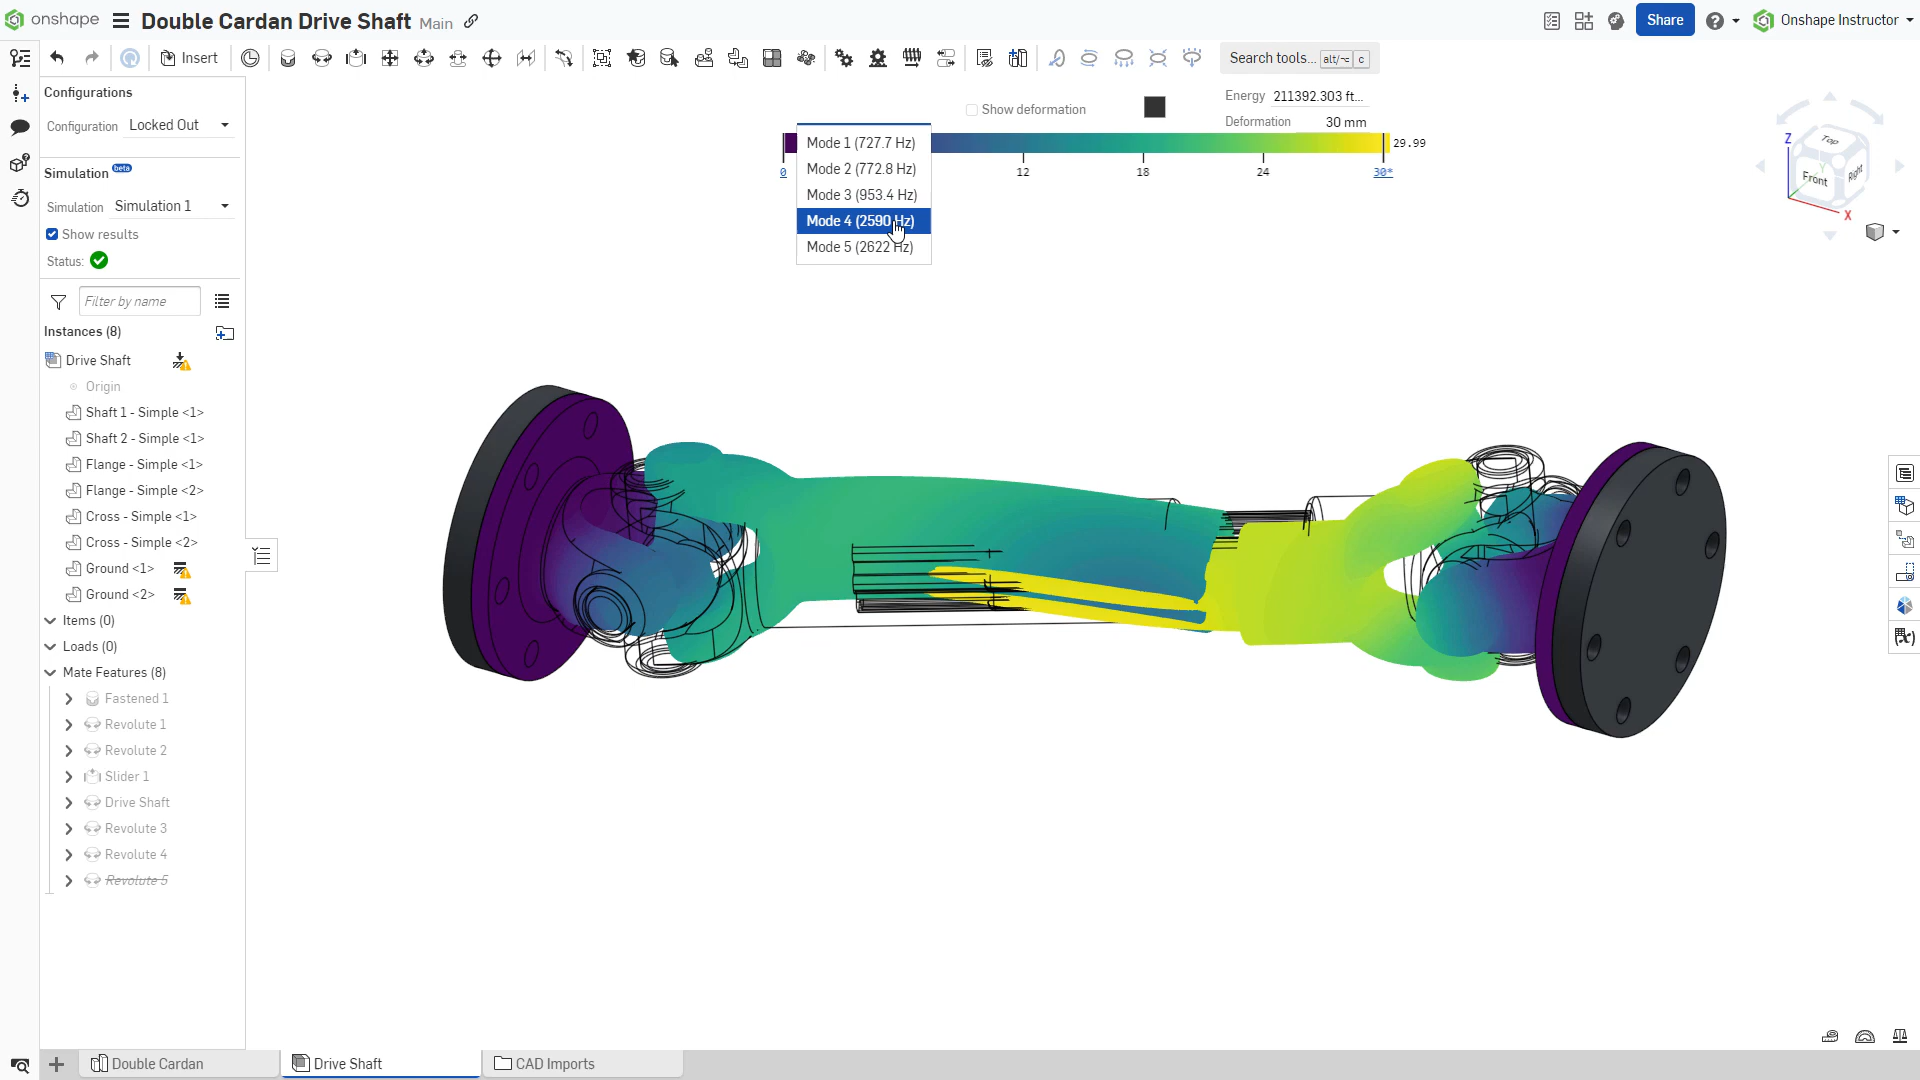 onshape Double Cardan Drive Shaft Main Share Onshape Instructor
Insert Search tools... alt/⌥ c
Configurations
Configuration Locked Out
Simulation beta
Simulation Simulation 1
Show results
Status:
Filter by name
Instances (8)
Drive Shaft
Origin
Shaft 1 - Simple <1>
Shaft 2 - Simple <1>
Flange - Simple <1>
Flange - Simple <2>
Cross - Simple <1>
Cross - Simple <2>
Ground <1>
Ground <2>
Items (0)
Loads (0)
Mate Features (8)
Fastened 1
Revolute 1
Revolute 2
Slider 1
Drive Shaft
Revolute 3
Revolute 4
Revolute 5
Show deformation
Energy 211392.303 ft...
Deformation 30 mm
Mode 1 (727.7 Hz)
Mode 2 (772.8 Hz)
Mode 3 (953.4 Hz)
Mode 4 (2590 Hz)
Mode 5 (2622 Hz)
29.99
0 12 18 24 30*
Z
Top
Y
Front
Right
X
(x)
Double Cardan
Drive Shaft
CAD Imports